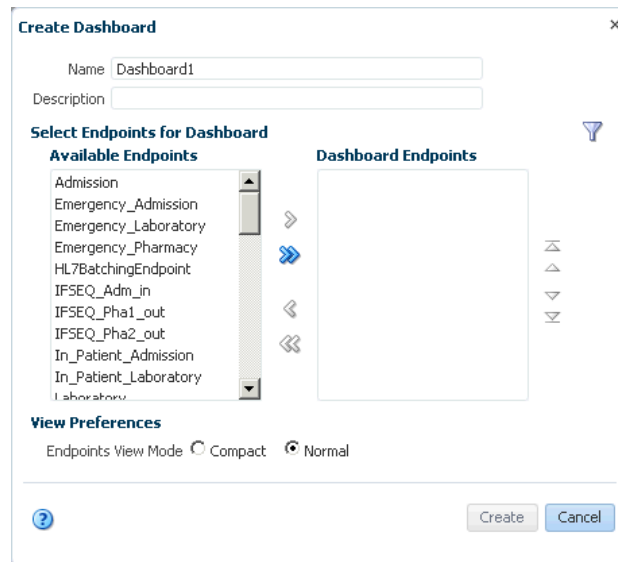 Create Dashboard
Name Dashboard1
Description
Select Endpoints for Dashboard
Available Endpoints
Dashboard Endpoints
Admission
Emergency_Admission
Emergency_Laboratory
Emergency_Pharmacy
HL7BatchingEndpoint
IFSEQ_Adm_in
IFSEQ_Pha1_out
IFSEQ_Pha2_out
In_Patient_Admission
In_Patient_Laboratory
Laboratory
View Preferences
Endpoints View Mode Compact Normal
Create Cancel